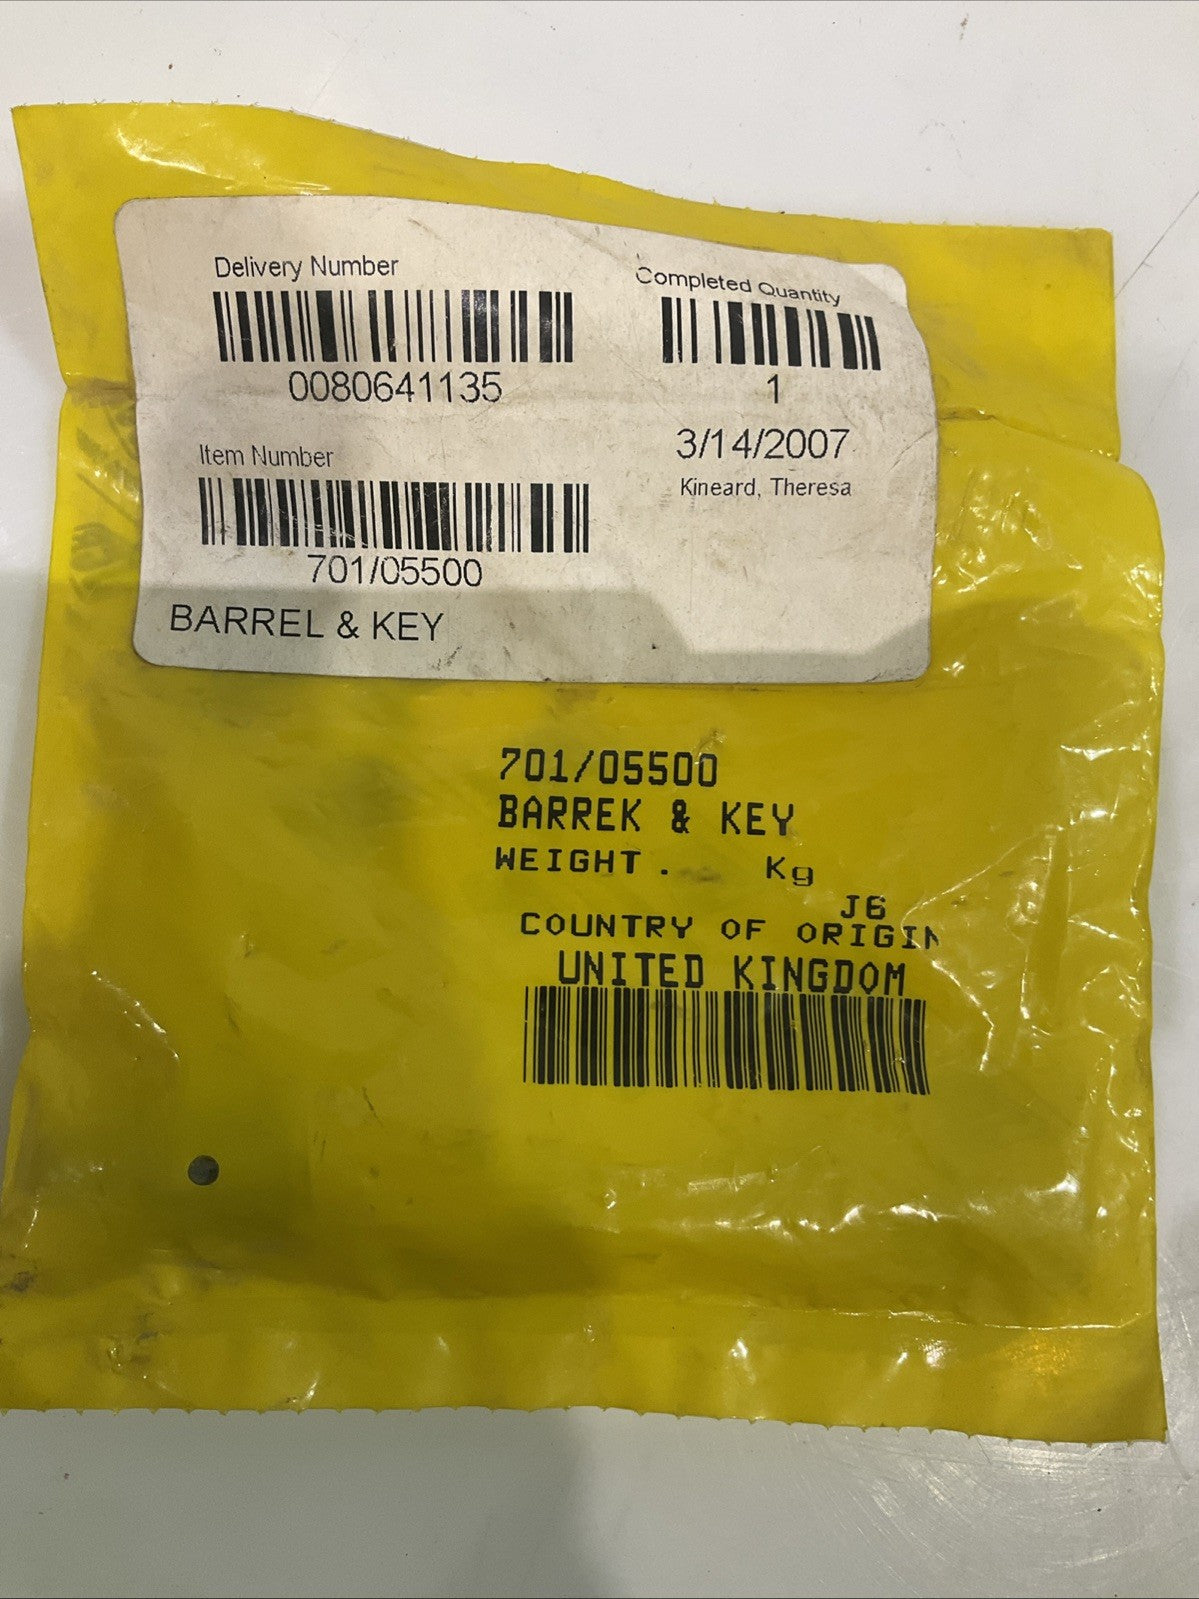 Delivery Number
0080641135
Completed Quantity
1
3/14/2007
Kineard, Theresa
Item Number
701/05500
BARREL & KEY
701/05500
BARREK & KEY
WEIGHT. Kg
J6
COUNTRY OF ORIGIN
UNITED KINGDOM